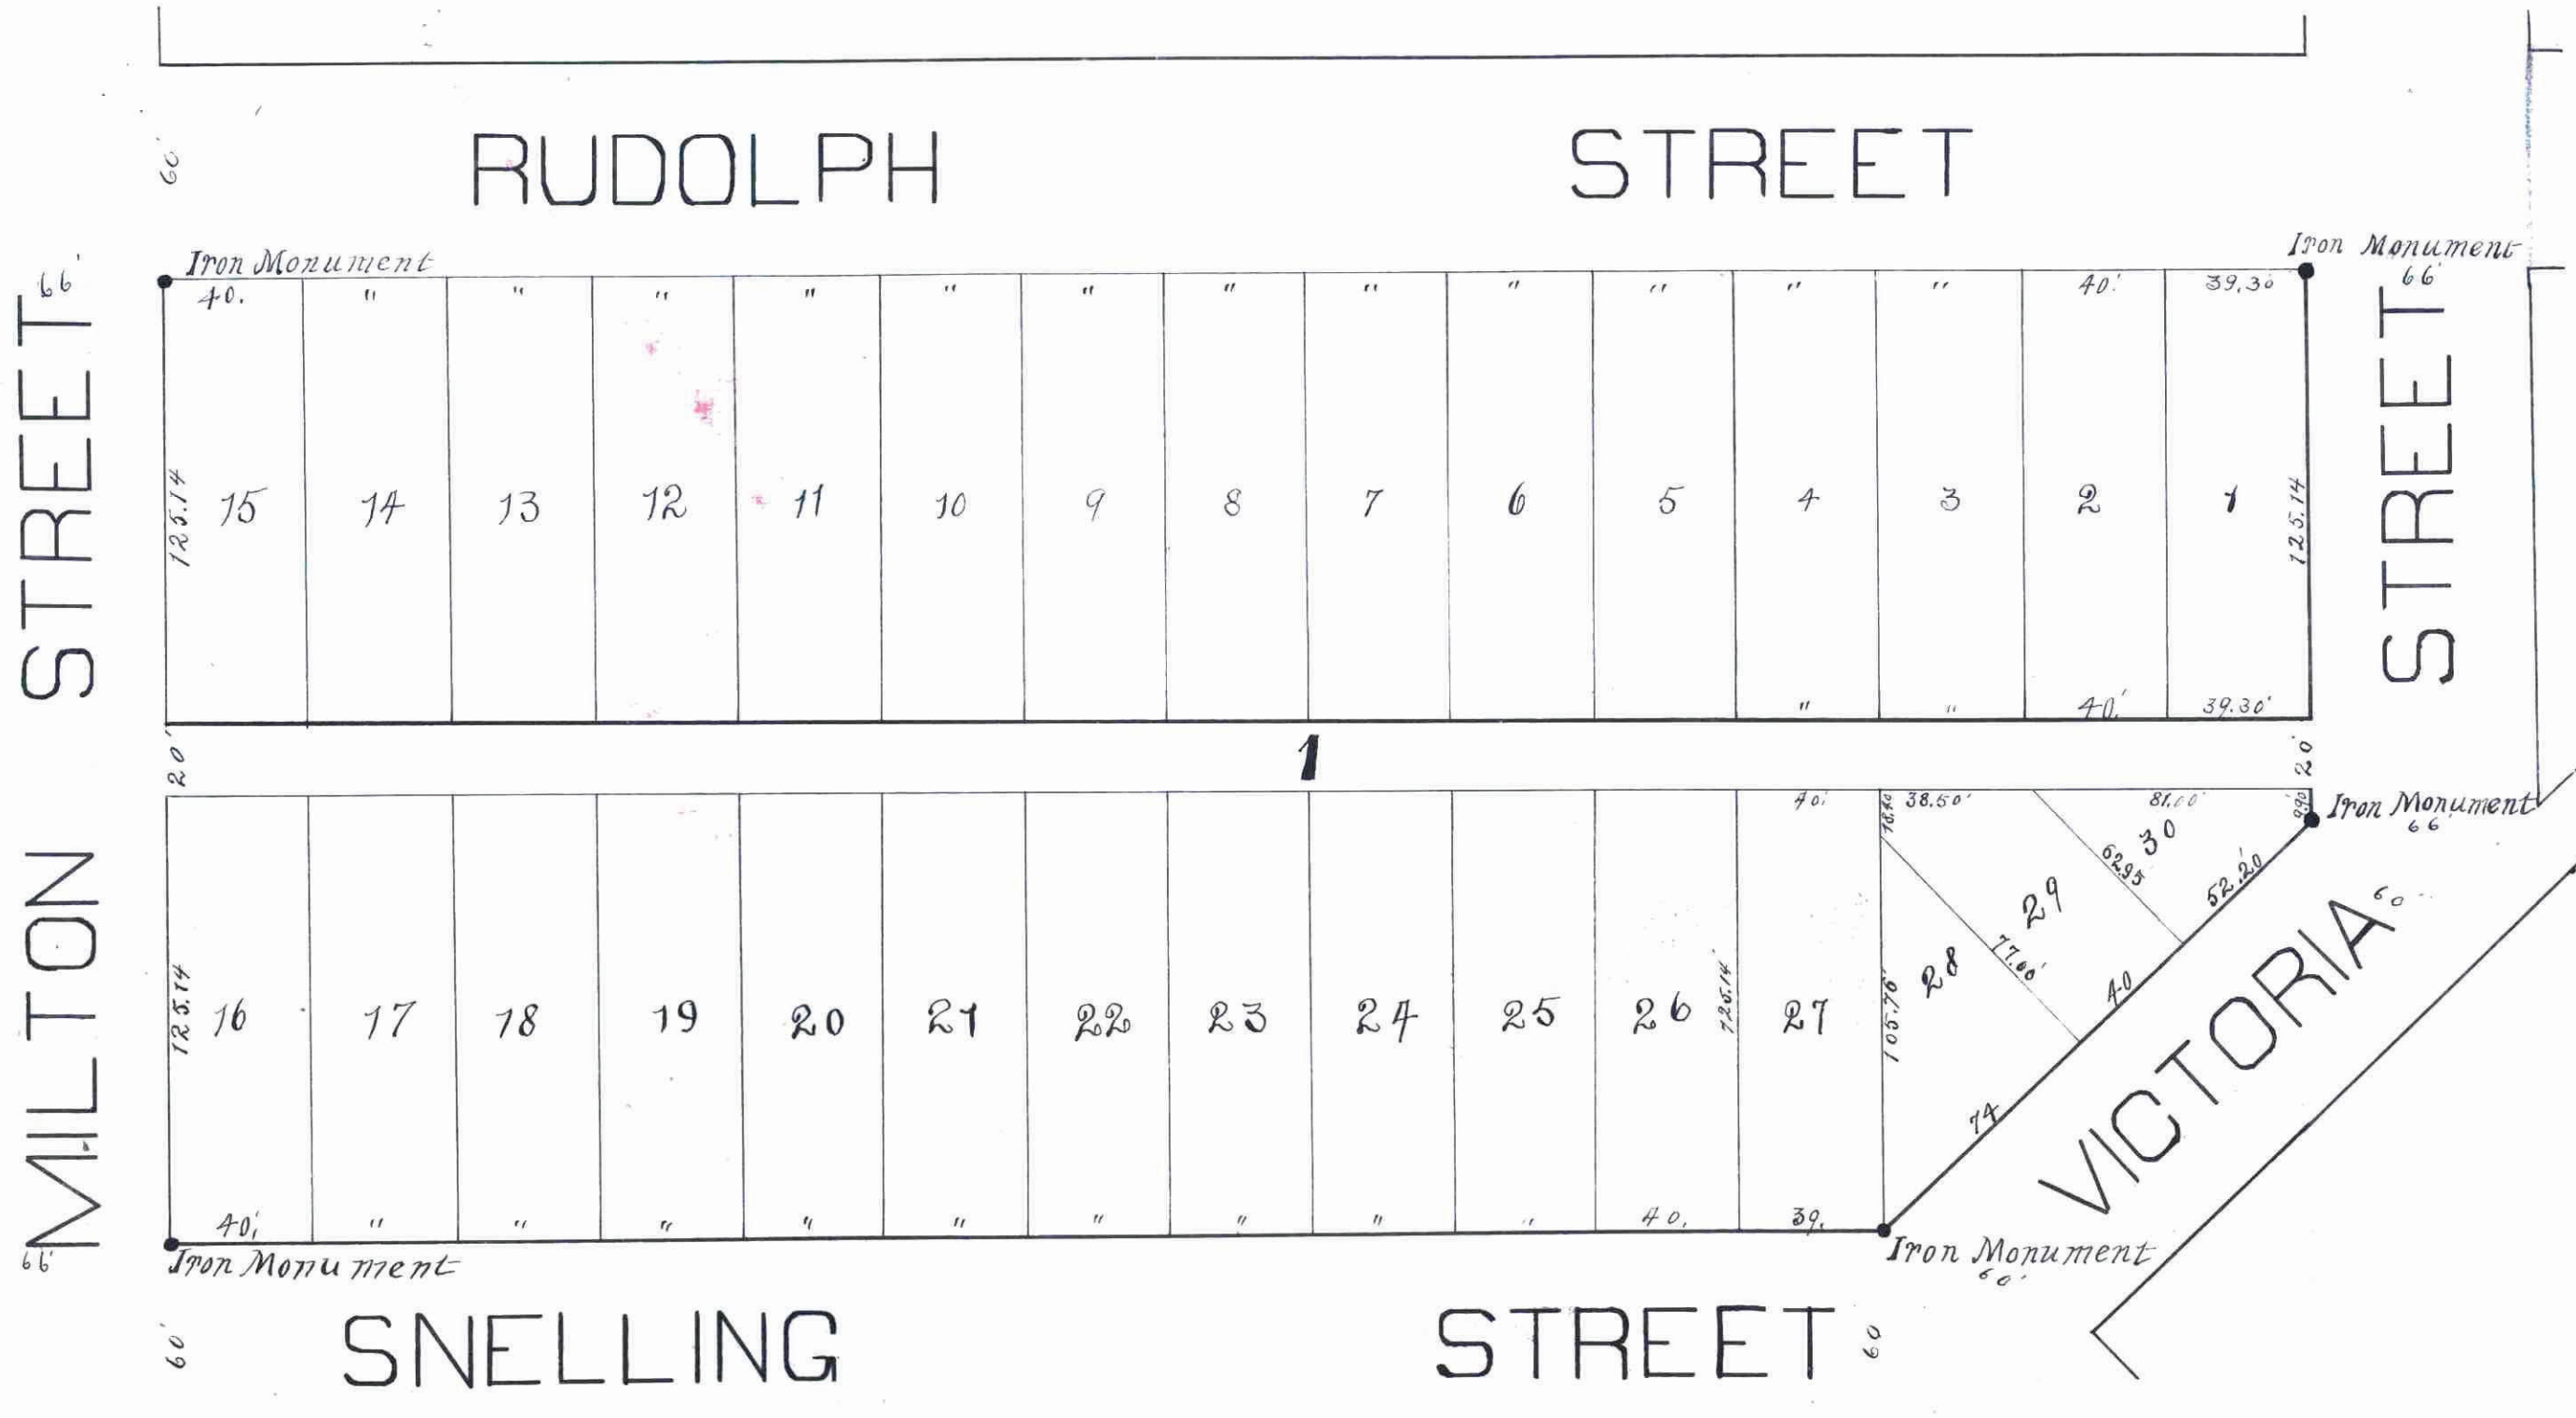 RUDOLPH STREET
60'
Iron Monument
Iron Monument
66'
66'
40. " " " " " " " " " " " " 40' 39.30
STREET
STREET
125.14
15 14 13 12 11 10 9 8 7 6 5 4 3 2 1
125.14
" " 40' 39.30'
20'
1
20'
40' 38.50' 81.00'
18.40
9.90
Iron Monument
66'
30
62.95
52.20
29
77.00'
40
28
74
105.76'
60
VICTORIA
MILTON
125.14
16 17 18 19 20 21 22 23 24 25 26 27
125.14'
40' " " " " " " " " " 40. 39.
66'
Iron Monument
Iron Monument
60'
SNELLING STREET
60'
60